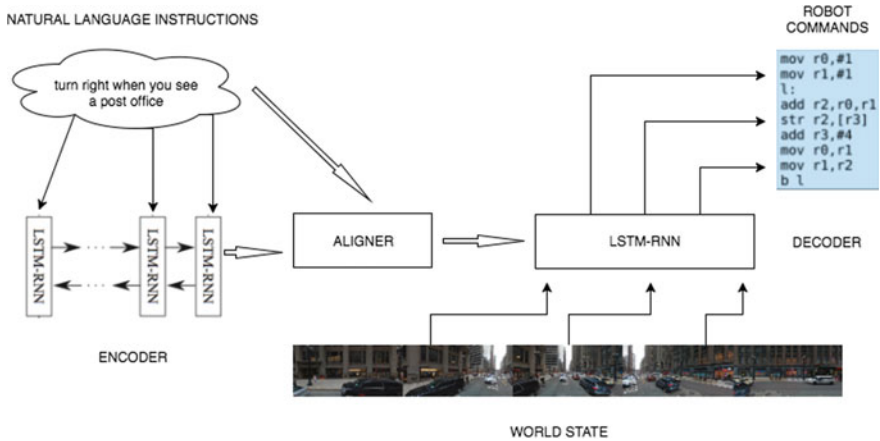 NATURAL LANGUAGE INSTRUCTIONS
turn right when you see
a post office
ROBOT
COMMANDS
mov r0,#1
mov r1,#1
l:
add r2,r0,r1
str r2,[r3]
add r3,#4
mov r0,r1
mov r1,r2
b l
LSTM-RNN
LSTM-RNN
LSTM-RNN
ALIGNER
LSTM-RNN
DECODER
ENCODER
WORLD STATE